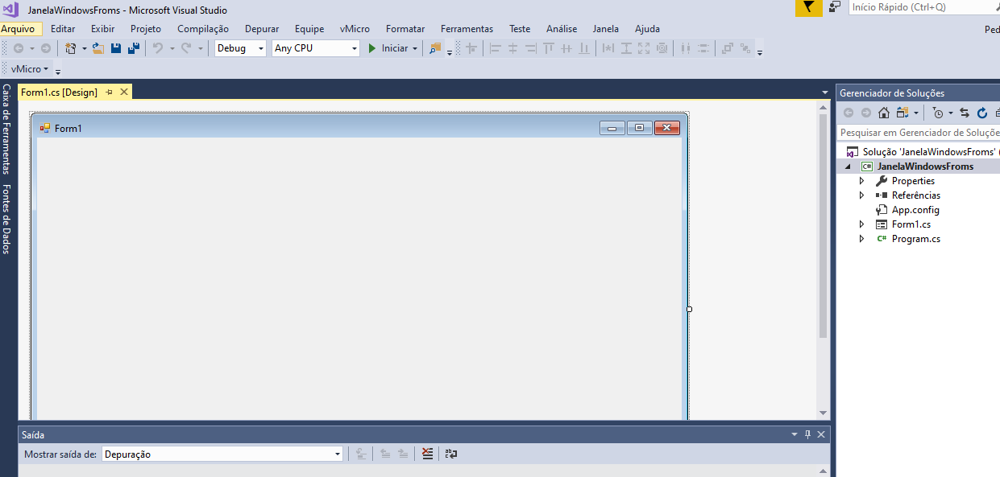 JanelaWindowsFroms - Microsoft Visual Studio
Início Rápido (Ctrl+Q)
Arquivo Editar Exibir Projeto Compilação Depurar Equipe vMicro Formatar Ferramentas Teste Análise Janela Ajuda Ped
Debug Any CPU Iniciar
vMicro
Caixa de Ferramentas
Fontes de Dados
Form1.cs [Design]
Form1
Gerenciador de Soluções
Pesquisar em Gerenciador de Soluçõe
Solução 'JanelaWindowsFroms' (
C# JanelaWindowsFroms
Properties
Referências
App.config
Form1.cs
C# Program.cs
Saída
Mostrar saída de: Depuração